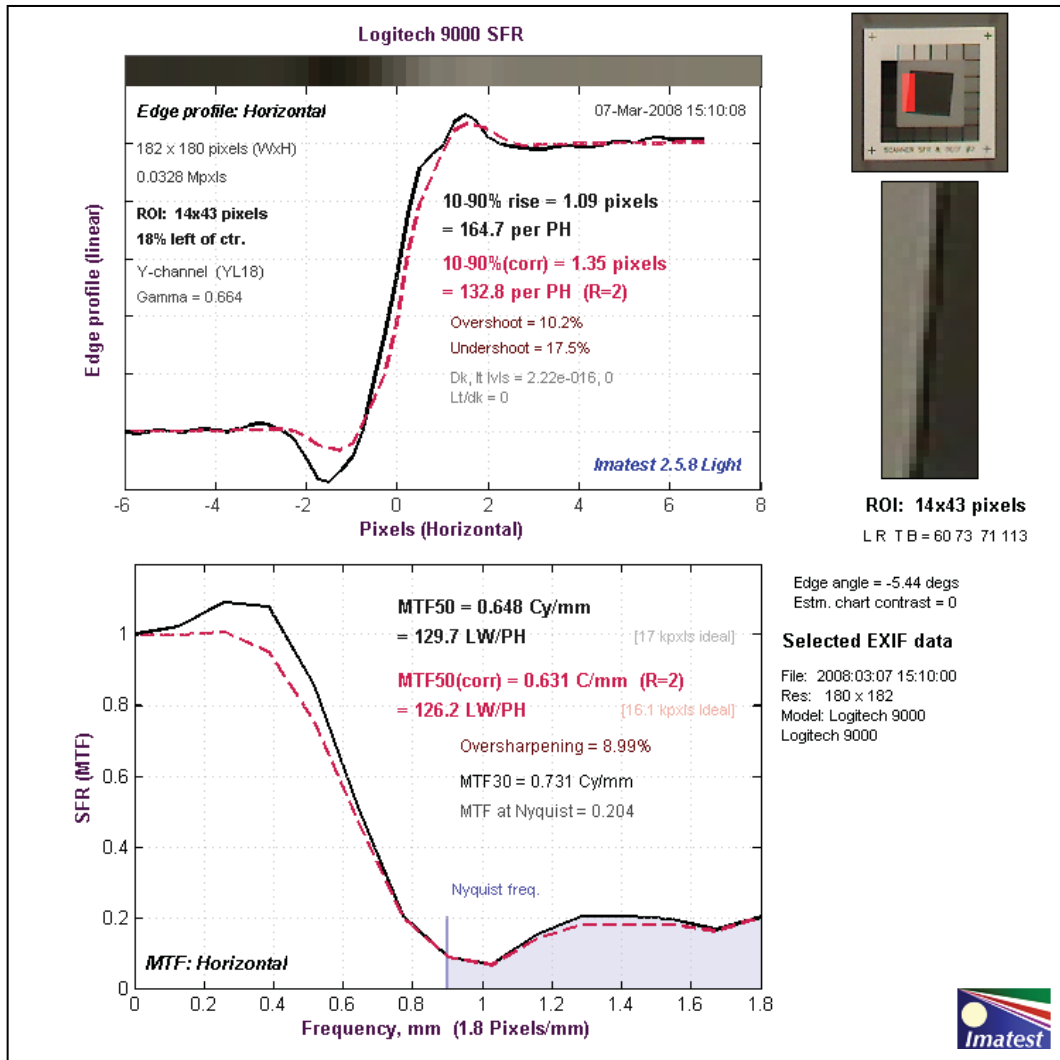 Logitech 9000 SFR
Edge profile: Horizontal
07-Mar-2008 15:10:08
182 x 180 pixels (WxH)
0.0328 Mpxls
ROI: 14x43 pixels
18% left of ctr.
Y-channel (YL18)
Gamma = 0.664
10-90% rise = 1.09 pixels
= 164.7 per PH
10-90%(corr) = 1.35 pixels
= 132.8 per PH (R=2)
Overshoot = 10.2%
Undershoot = 17.5%
Dk, lt lvls = 2.22e-016, 0
Lt/dk = 0
Imatest 2.5.8 Light
Edge profile (linear)
-6 -4 -2 0 2 4 6 8
Pixels (Horizontal)
ROI: 14x43 pixels
L R T B = 60 73 71 113
Edge angle = -5.44 degs
Estm. chart contrast = 0
Selected EXIF data
File: 2008:03:07 15:10:00
Res: 180 x 182
Model: Logitech 9000
Logitech 9000
MTF50 = 0.648 Cy/mm
= 129.7 LW/PH
[17 kpxls ideal]
MTF50(corr) = 0.631 C/mm (R=2)
= 126.2 LW/PH
[16.1 kpxls ideal]
Oversharpening = 8.99%
MTF30 = 0.731 Cy/mm
MTF at Nyquist = 0.204
Nyquist freq.
MTF: Horizontal
SFR (MTF)
1
0.8
0.6
0.4
0.2
0
0 0.2 0.4 0.6 0.8 1 1.2 1.4 1.6 1.8
Frequency, mm (1.8 Pixels/mm)
Imatest